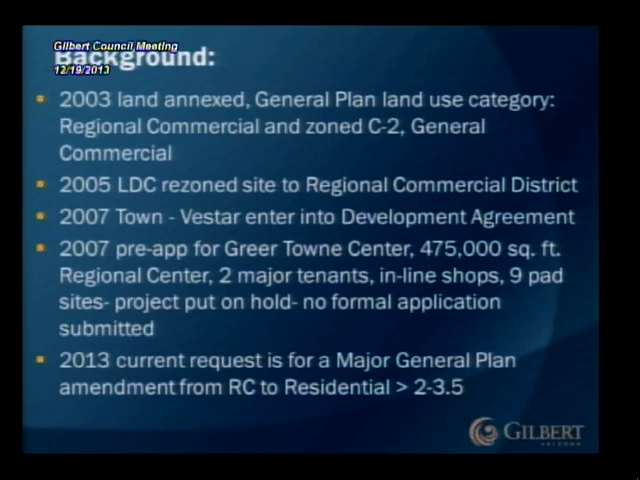 Gilbert Council Meeting
Background:
12/19/2013
2003 land annexed, General Plan land use category:
Regional Commercial and zoned C-2, General
Commercial
2005 LDC rezoned site to Regional Commercial District
2007 Town - Vestar enter into Development Agreement
2007 pre-app for Greer Towne Center, 475,000 sq. ft.
Regional Center, 2 major tenants, in-line shops, 9 pad
sites- project put on hold- no formal application
submitted
2013 current request is for a Major General Plan
amendment from RC to Residential > 2-3.5
GILBERT
ARIZONA